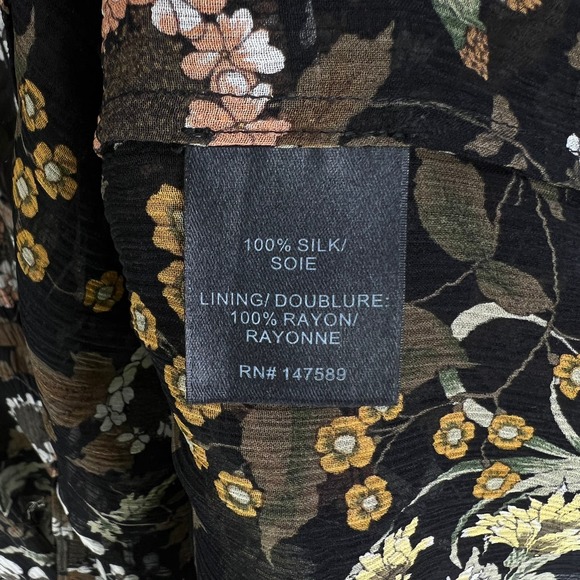 100% SILK/
SOIE
LINING/ DOUBLURE:
100% RAYON/
RAYONNE
RN# 147589